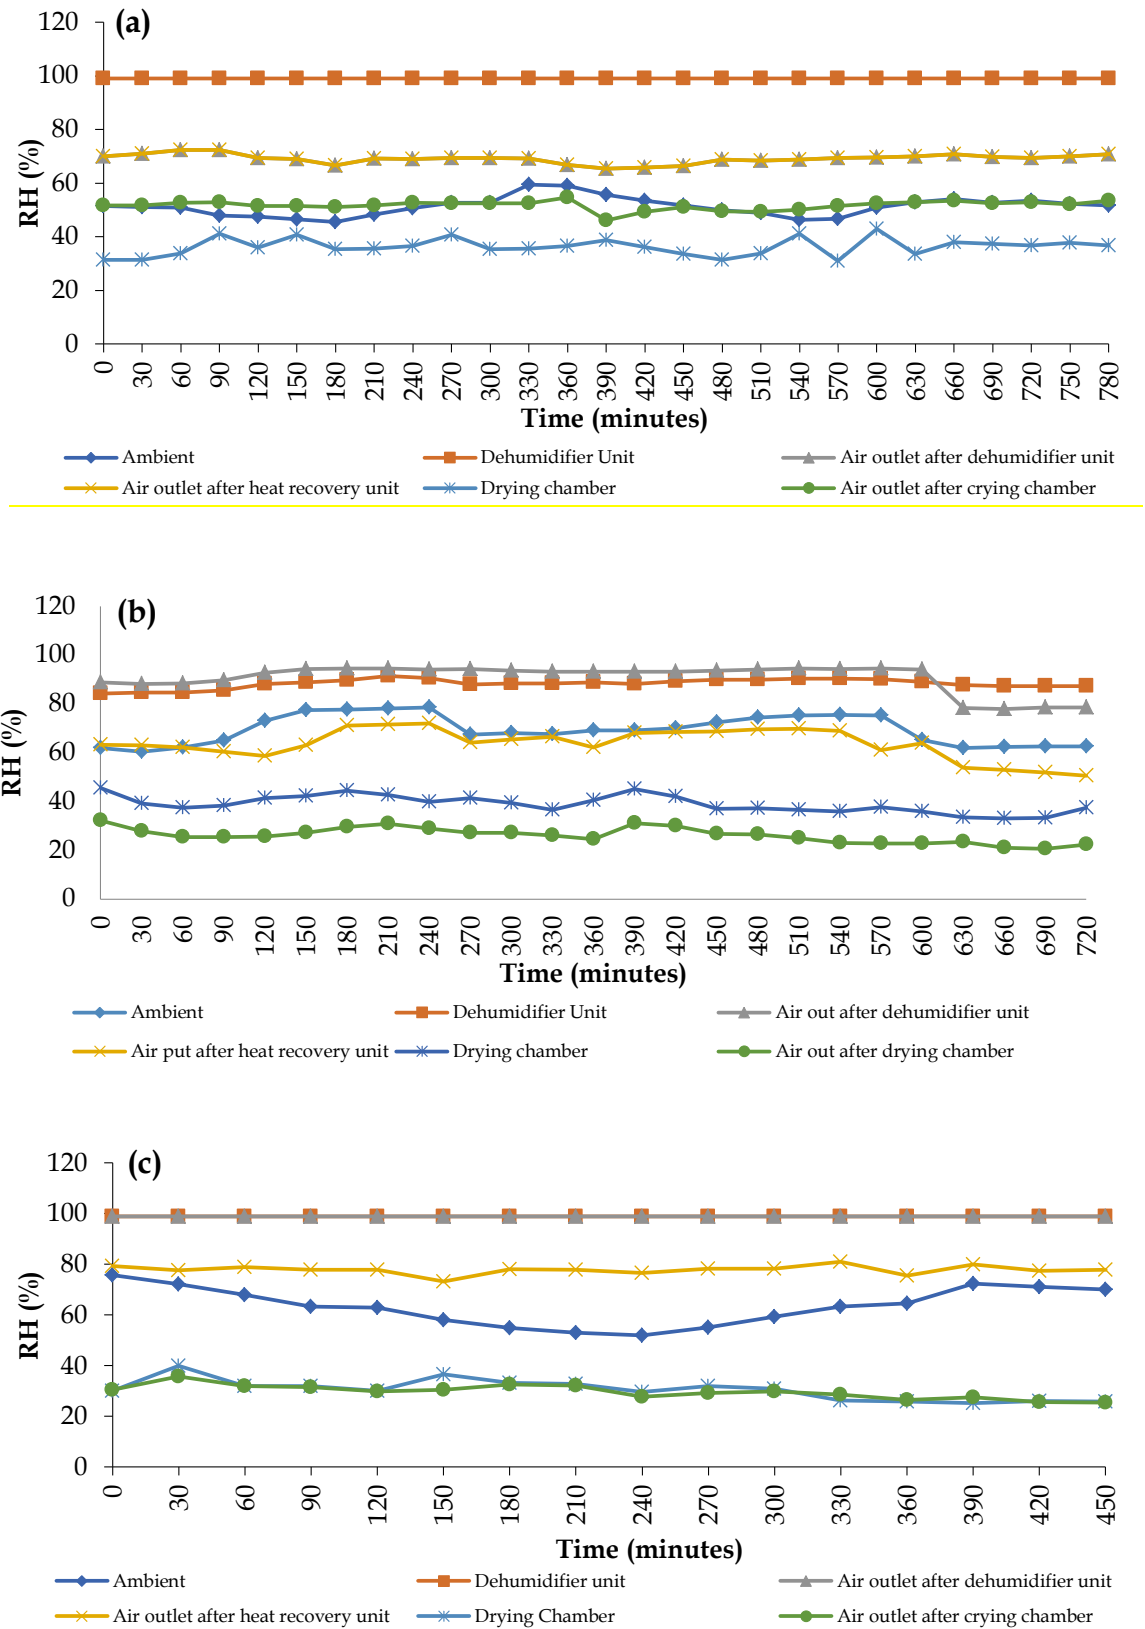 (a)
120
100
80
60
40
20
0
RH (%)
0 30 60 90 120 150 180 210 240 270 300 330 360 390 420 450 480 510 540 570 600 630 660 690 720 750 780
Time (minutes)
Ambient Dehumidifier Unit Air outlet after dehumidifier unit
Air outlet after heat recovery unit Drying chamber Air outlet after crying chamber
(b)
120
100
80
60
40
20
0
RH (%)
0 30 60 90 120 150 180 210 240 270 300 330 360 390 420 450 480 510 540 570 600 630 660 690 720
Time (minutes)
Ambient Dehumidifier Unit Air out after dehumidifier unit
Air put after heat recovery unit Drying chamber Air out after drying chamber
(c)
120
100
80
60
40
20
0
RH (%)
0 30 60 90 120 150 180 210 240 270 300 330 360 390 420 450
Time (minutes)
Ambient Dehumidifier unit Air outlet after dehumidifier unit
Air outlet after heat recovery unit Drying Chamber Air outlet after crying chamber